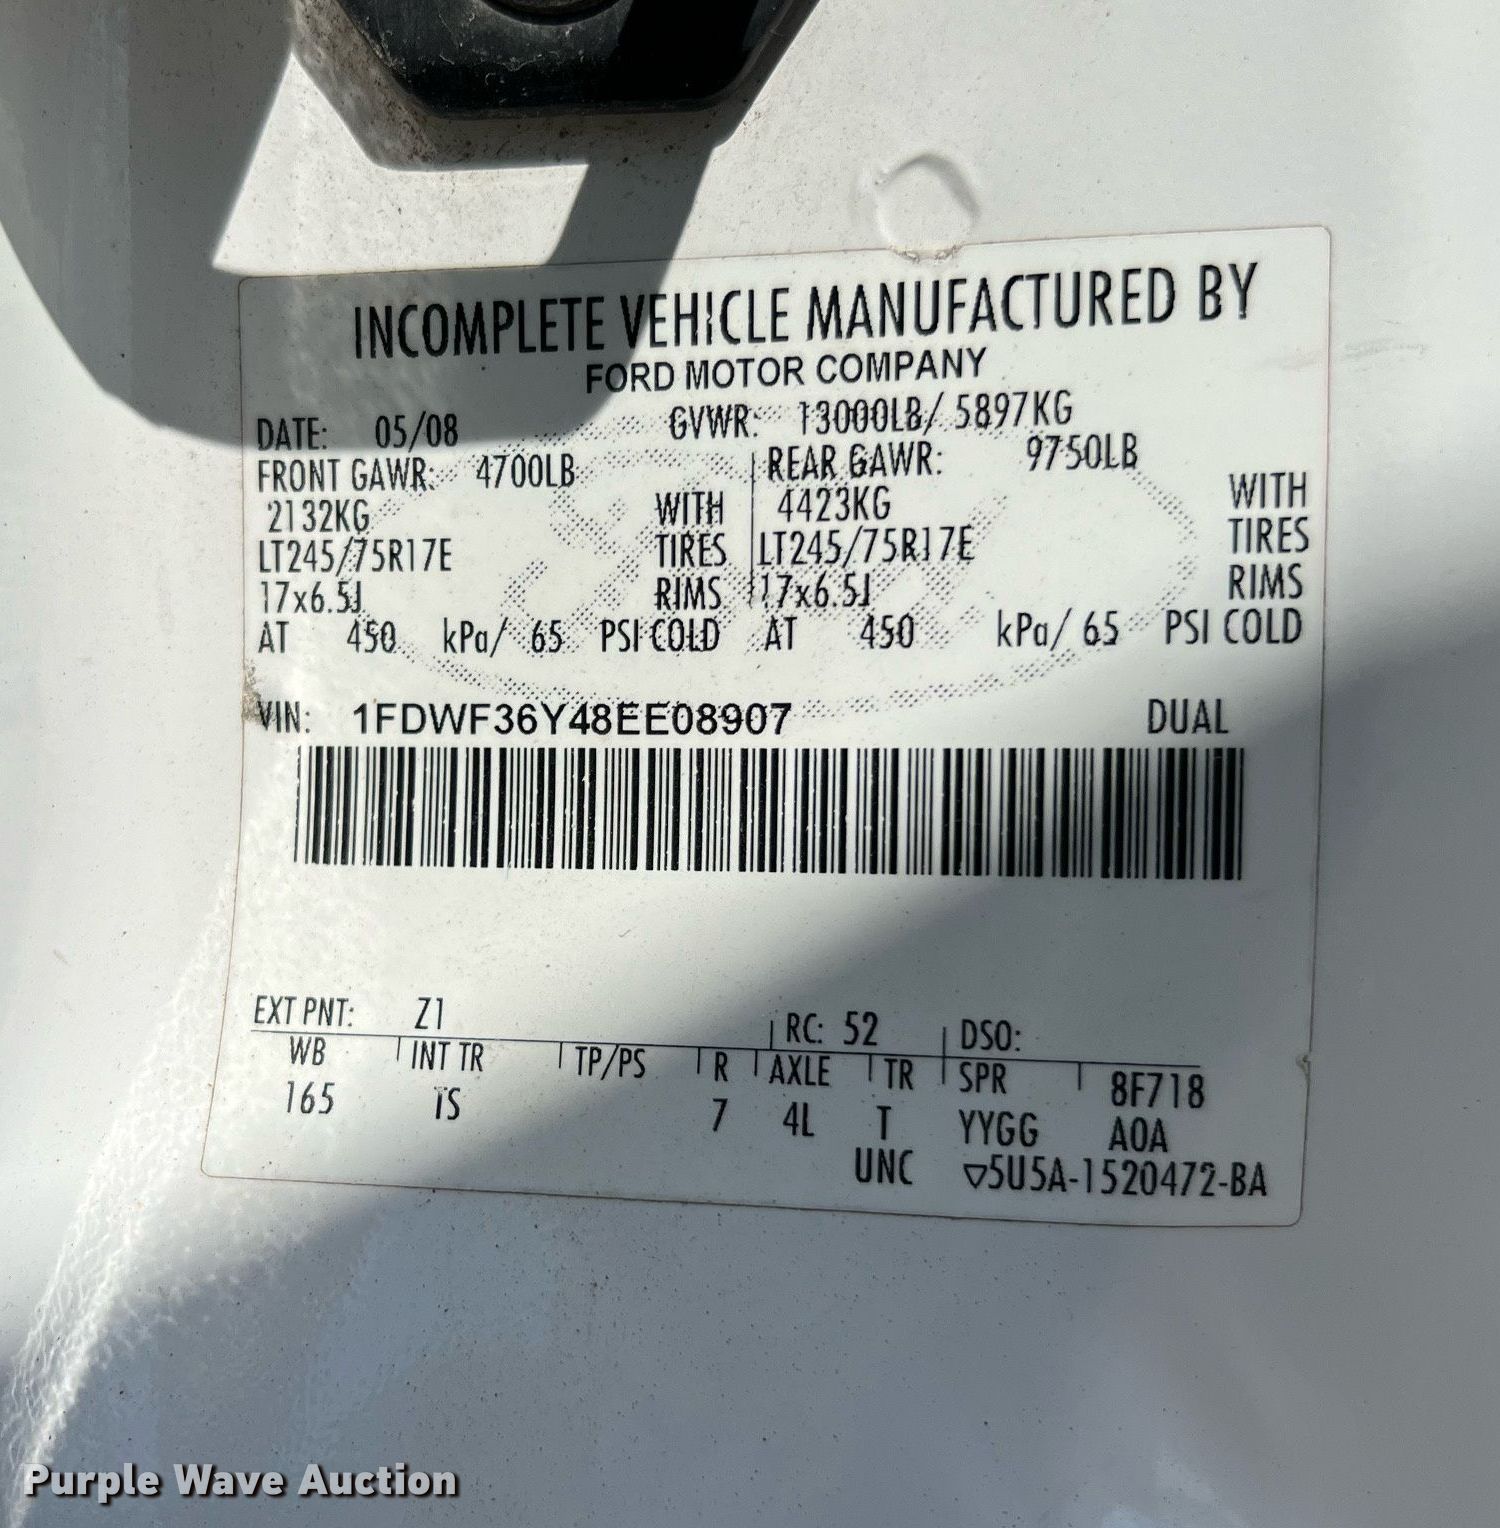 INCOMPLETE VEHICLE MANUFACTURED BY
FORD MOTOR COMPANY
DATE: 05/08 GVWR: 13000LB/ 5897KG
FRONT GAWR: 4700LB REAR GAWR: 9750LB
2132KG WITH 4423KG WITH
LT245/75R17E TIRES LT245/75R17E TIRES
17x6.5J RIMS 17x6.5J RIMS
AT 450 kPa/ 65 PSI COLD AT 450 kPa/ 65 PSI COLD
VIN: 1FDWF36Y48EE08907 DUAL
EXT PNT: Z1 RC: 52 DSO:
WB INT TR TP/PS R AXLE TR SPR 8F718
165 TS 7 4L T YYGG AOA
UNC ▽5U5A-1520472-BA
Purple Wave Auction